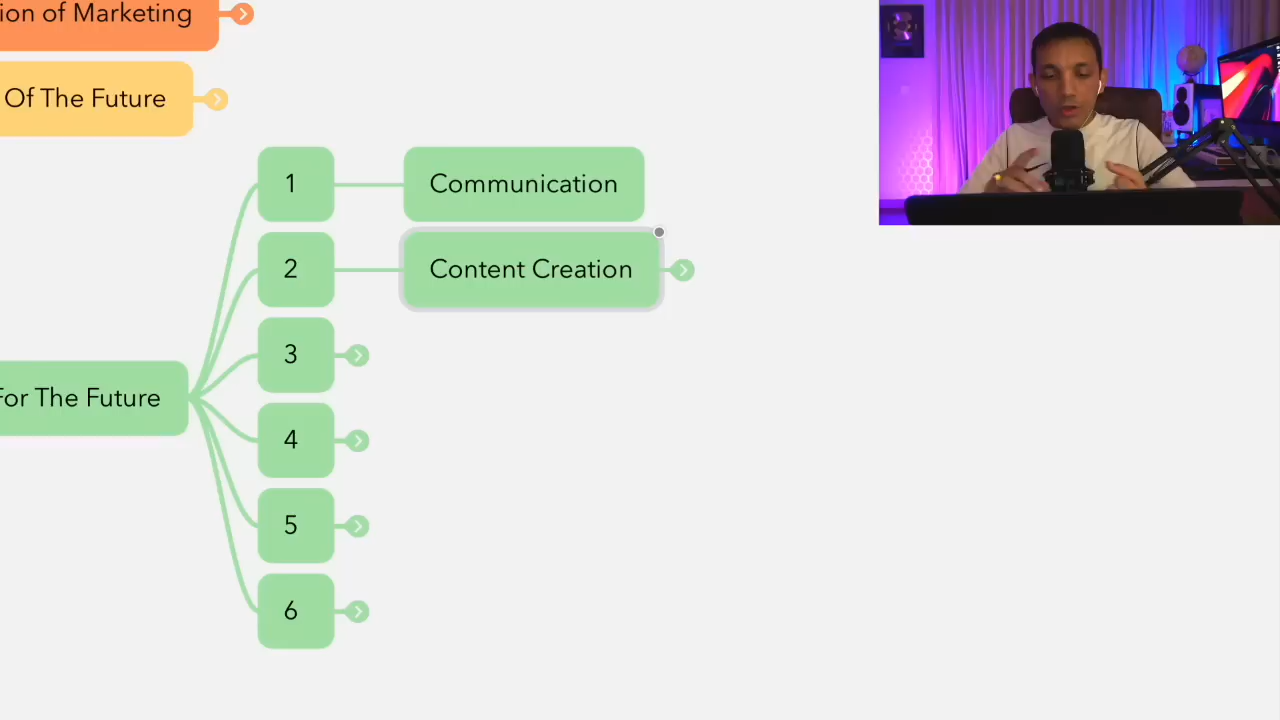 ion of Marketing
Of The Future
1
Communication
2
Content Creation
3
For The Future
4
5
6